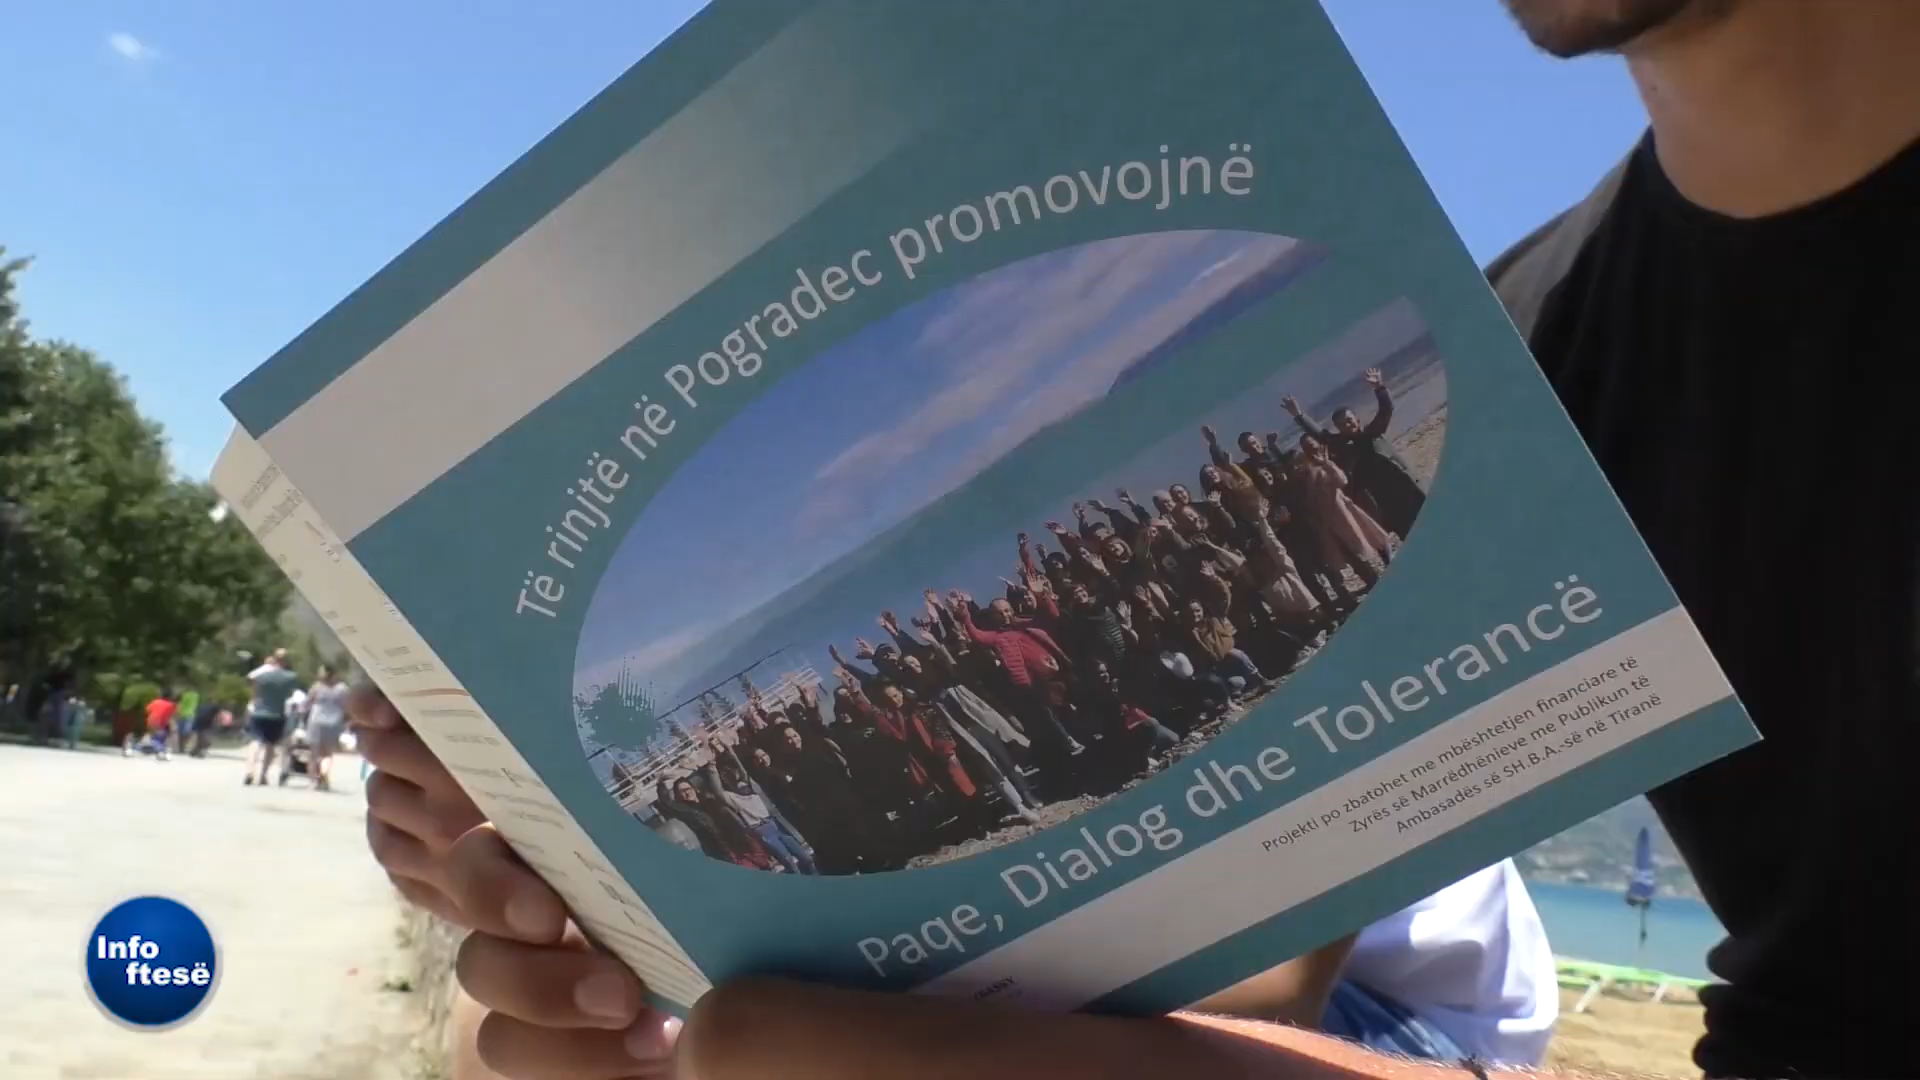 Të rinjtë në Pogradec promovojnë
Paqe, Dialog dhe Tolerancë
Projekti po zbatohet me mbështetjen financiare të
Zyrës së Marrëdhënieve me Publikun të
Ambasadës së SH.B.A.-së në Tiranë
Info
ftesë